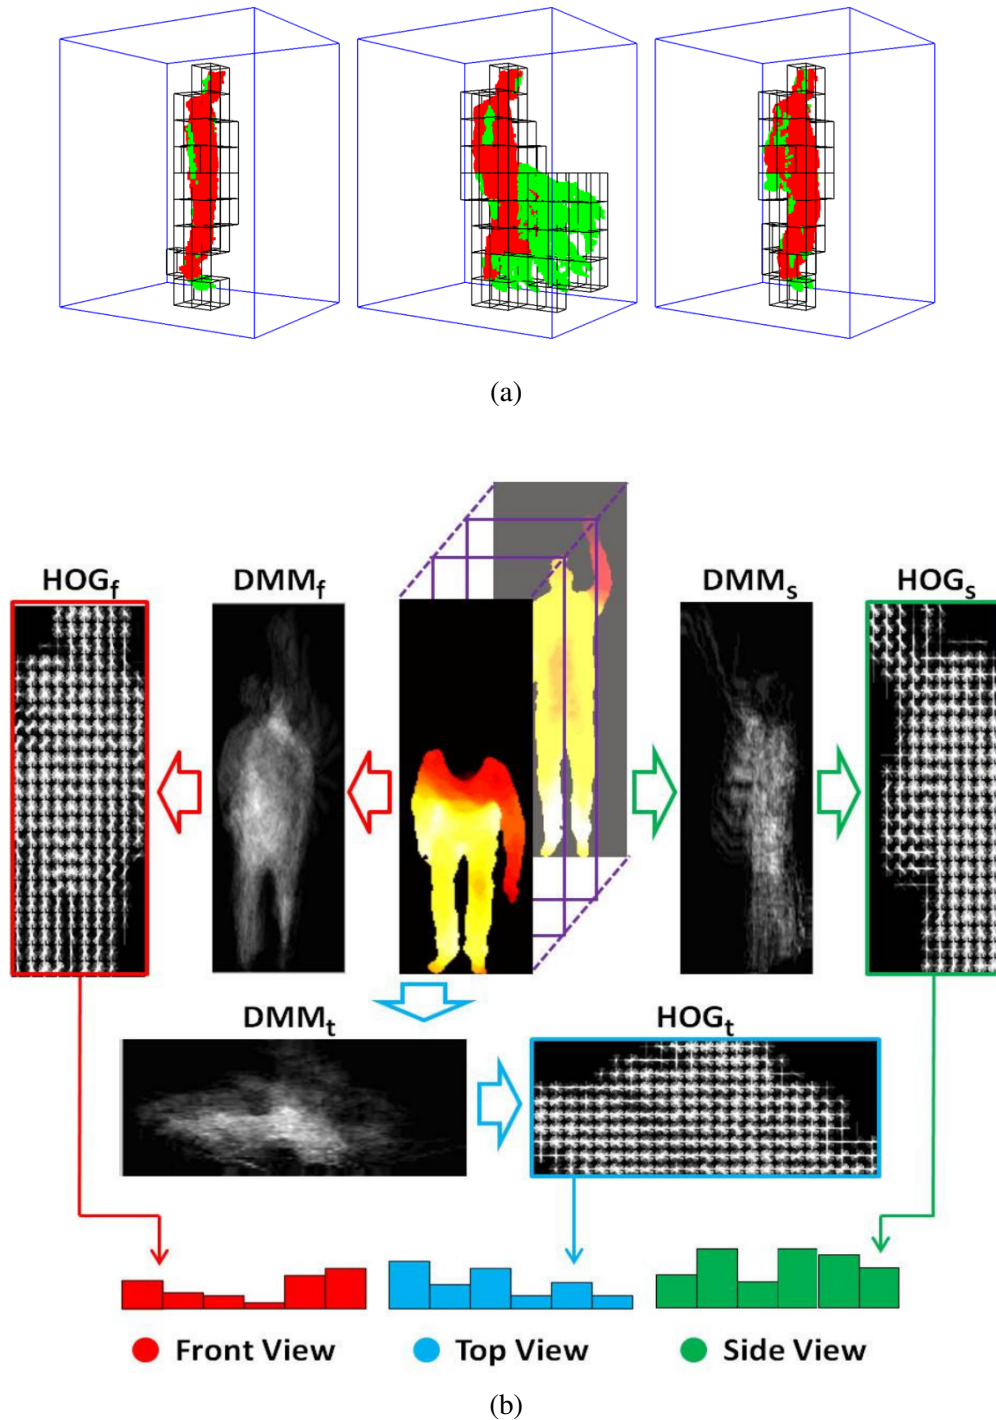 (a)
HOGf DMMf DMMs HOGs
DMMt HOGt
Front View Top View Side View
(b)